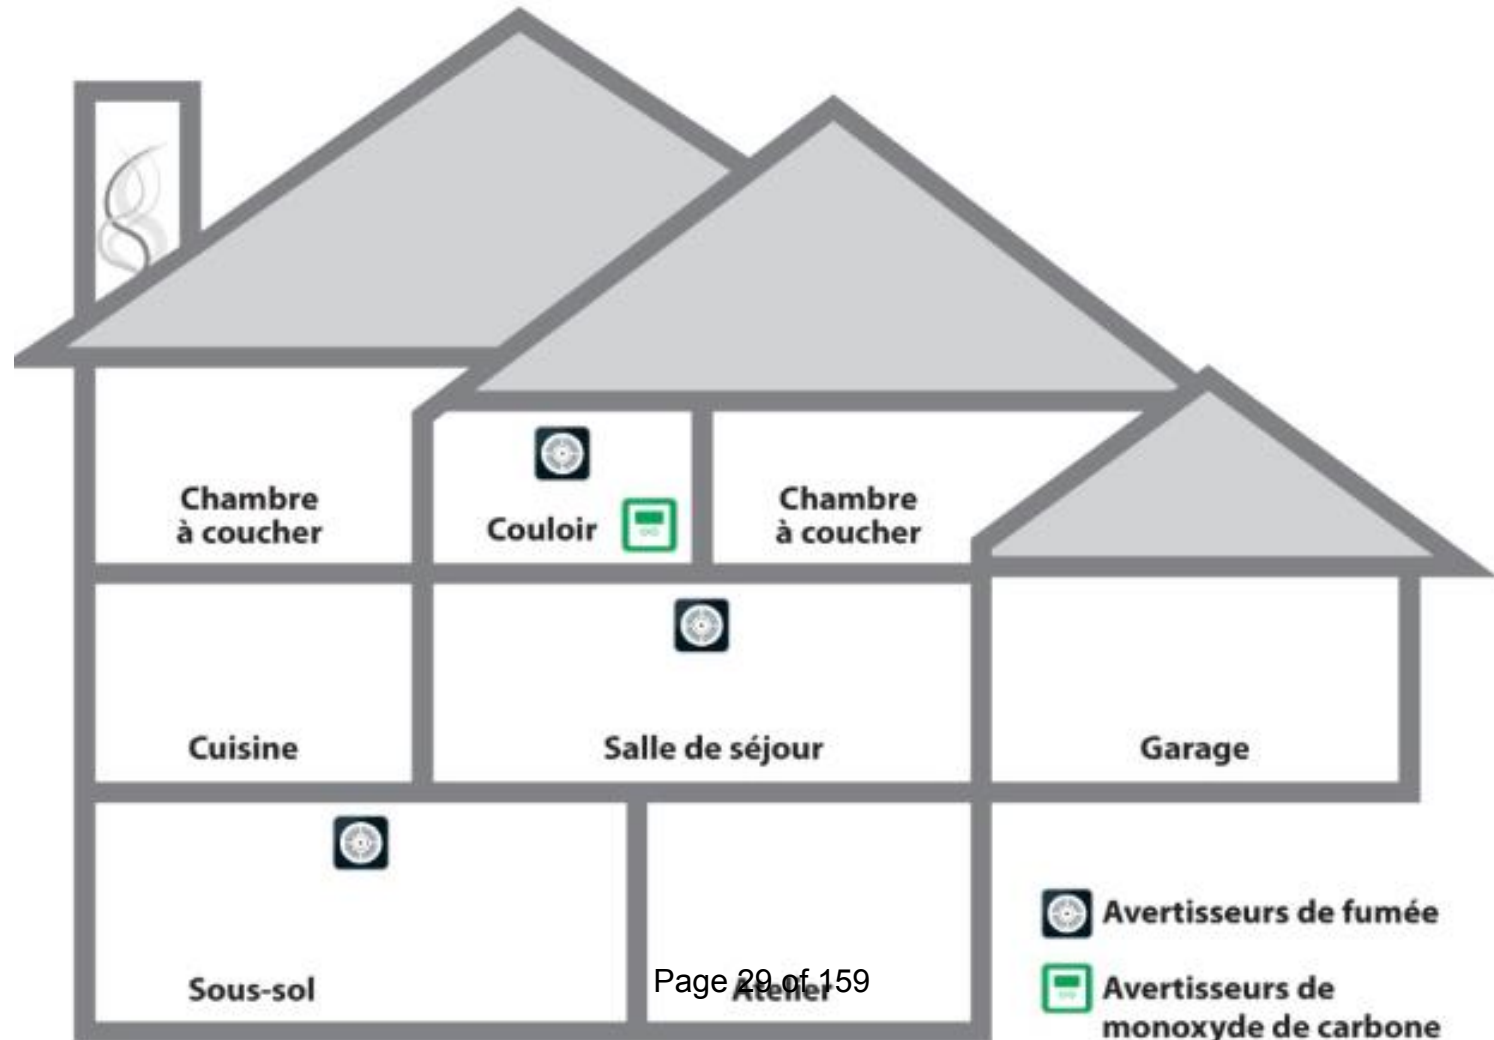 Chambre
à coucher
Couloir
Chambre
à coucher
Cuisine
Salle de séjour
Garage
Sous-sol
Atelier
Page 29 of 159
Avertisseurs de fumée
Avertisseurs de
monoxyde de carbone